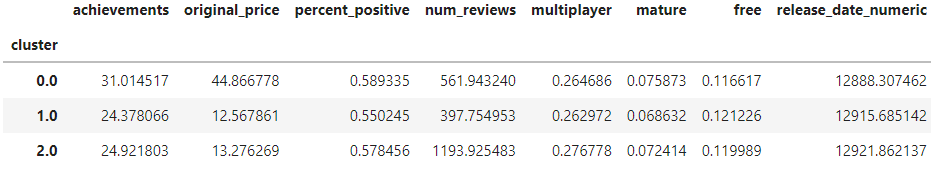 achievements original_price percent_positive num_reviews multiplayer mature free release_date_numeric
cluster
0.0 31.014517 44.866778 0.589335 561.943240 0.264686 0.075873 0.116617 12888.307462
1.0 24.378066 12.567861 0.550245 397.754953 0.262972 0.068632 0.121226 12915.685142
2.0 24.921803 13.276269 0.578456 1193.925483 0.276778 0.072414 0.119989 12921.862137